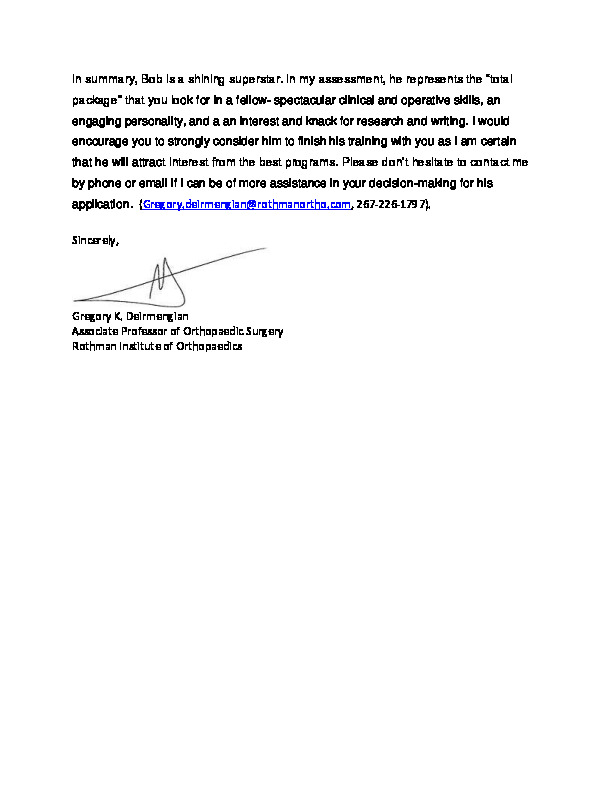 In summary, Bob is a shining superstar. In my assessment, he represents the "total
package" that you look for in a fellow- spectacular clinical and operative skills, an
engaging personality, and a an interest and knack for research and writing. I would
encourage you to strongly consider him to finish his training with you as I am certain
that he will attract interest from the best programs. Please don't hesitate to contact me
by phone or email if I can be of more assistance in your decision-making for his
application. (Gregory.deirmengian@rothmanortho.com, 267-226-1797).
Sincerely,
Gregory K. Deirmengian
Associate Professor of Orthopaedic Surgery
Rothman Institute of Orthopaedics